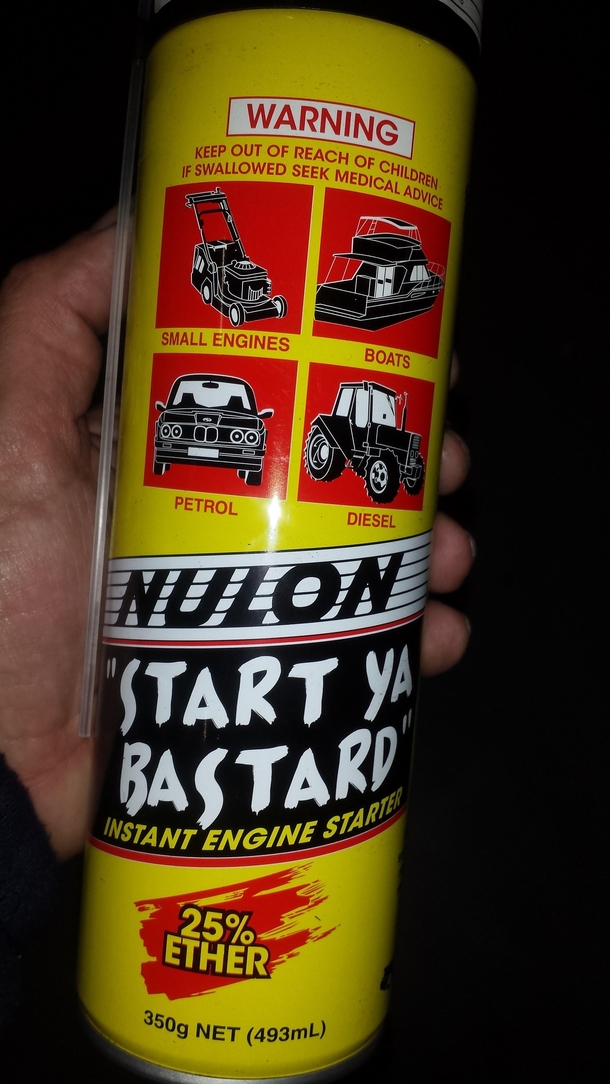 WARNING
KEEP OUT OF REACH OF CHILDREN
IF SWALLOWED SEEK MEDICAL ADVICE
SMALL ENGINES
BOATS
PETROL
DIESEL
NULON
"START YA
BASTARD"
INSTANT ENGINE STARTER
25%
ETHER
350g NET (493mL)